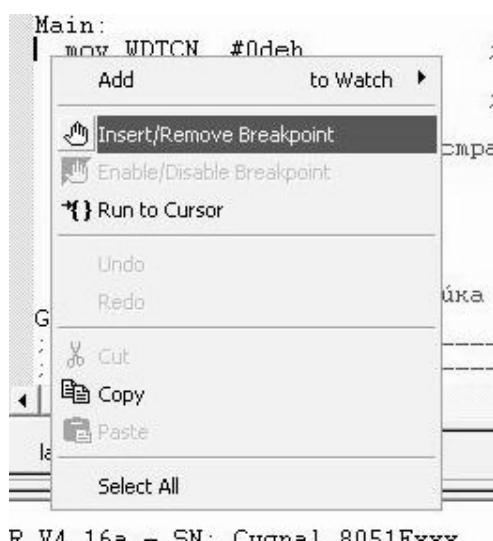 Main:
mov WDTCN, #0deh ;
Add to Watch
;
Insert/Remove Breakpoint
Enable/Disable Breakpoint
Run to Cursor
Undo
Redo
G
Cut
Copy
Paste
la
Select All
V4.16a - SN: Cygnal 8051Fxxx